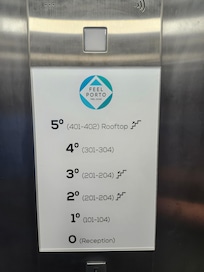 FEEL
PORTO
5º (401-402) Rooftop
4º (301-304)
3º (201-204)
2º (201-204)
1º (101-104)
0 (Reception)